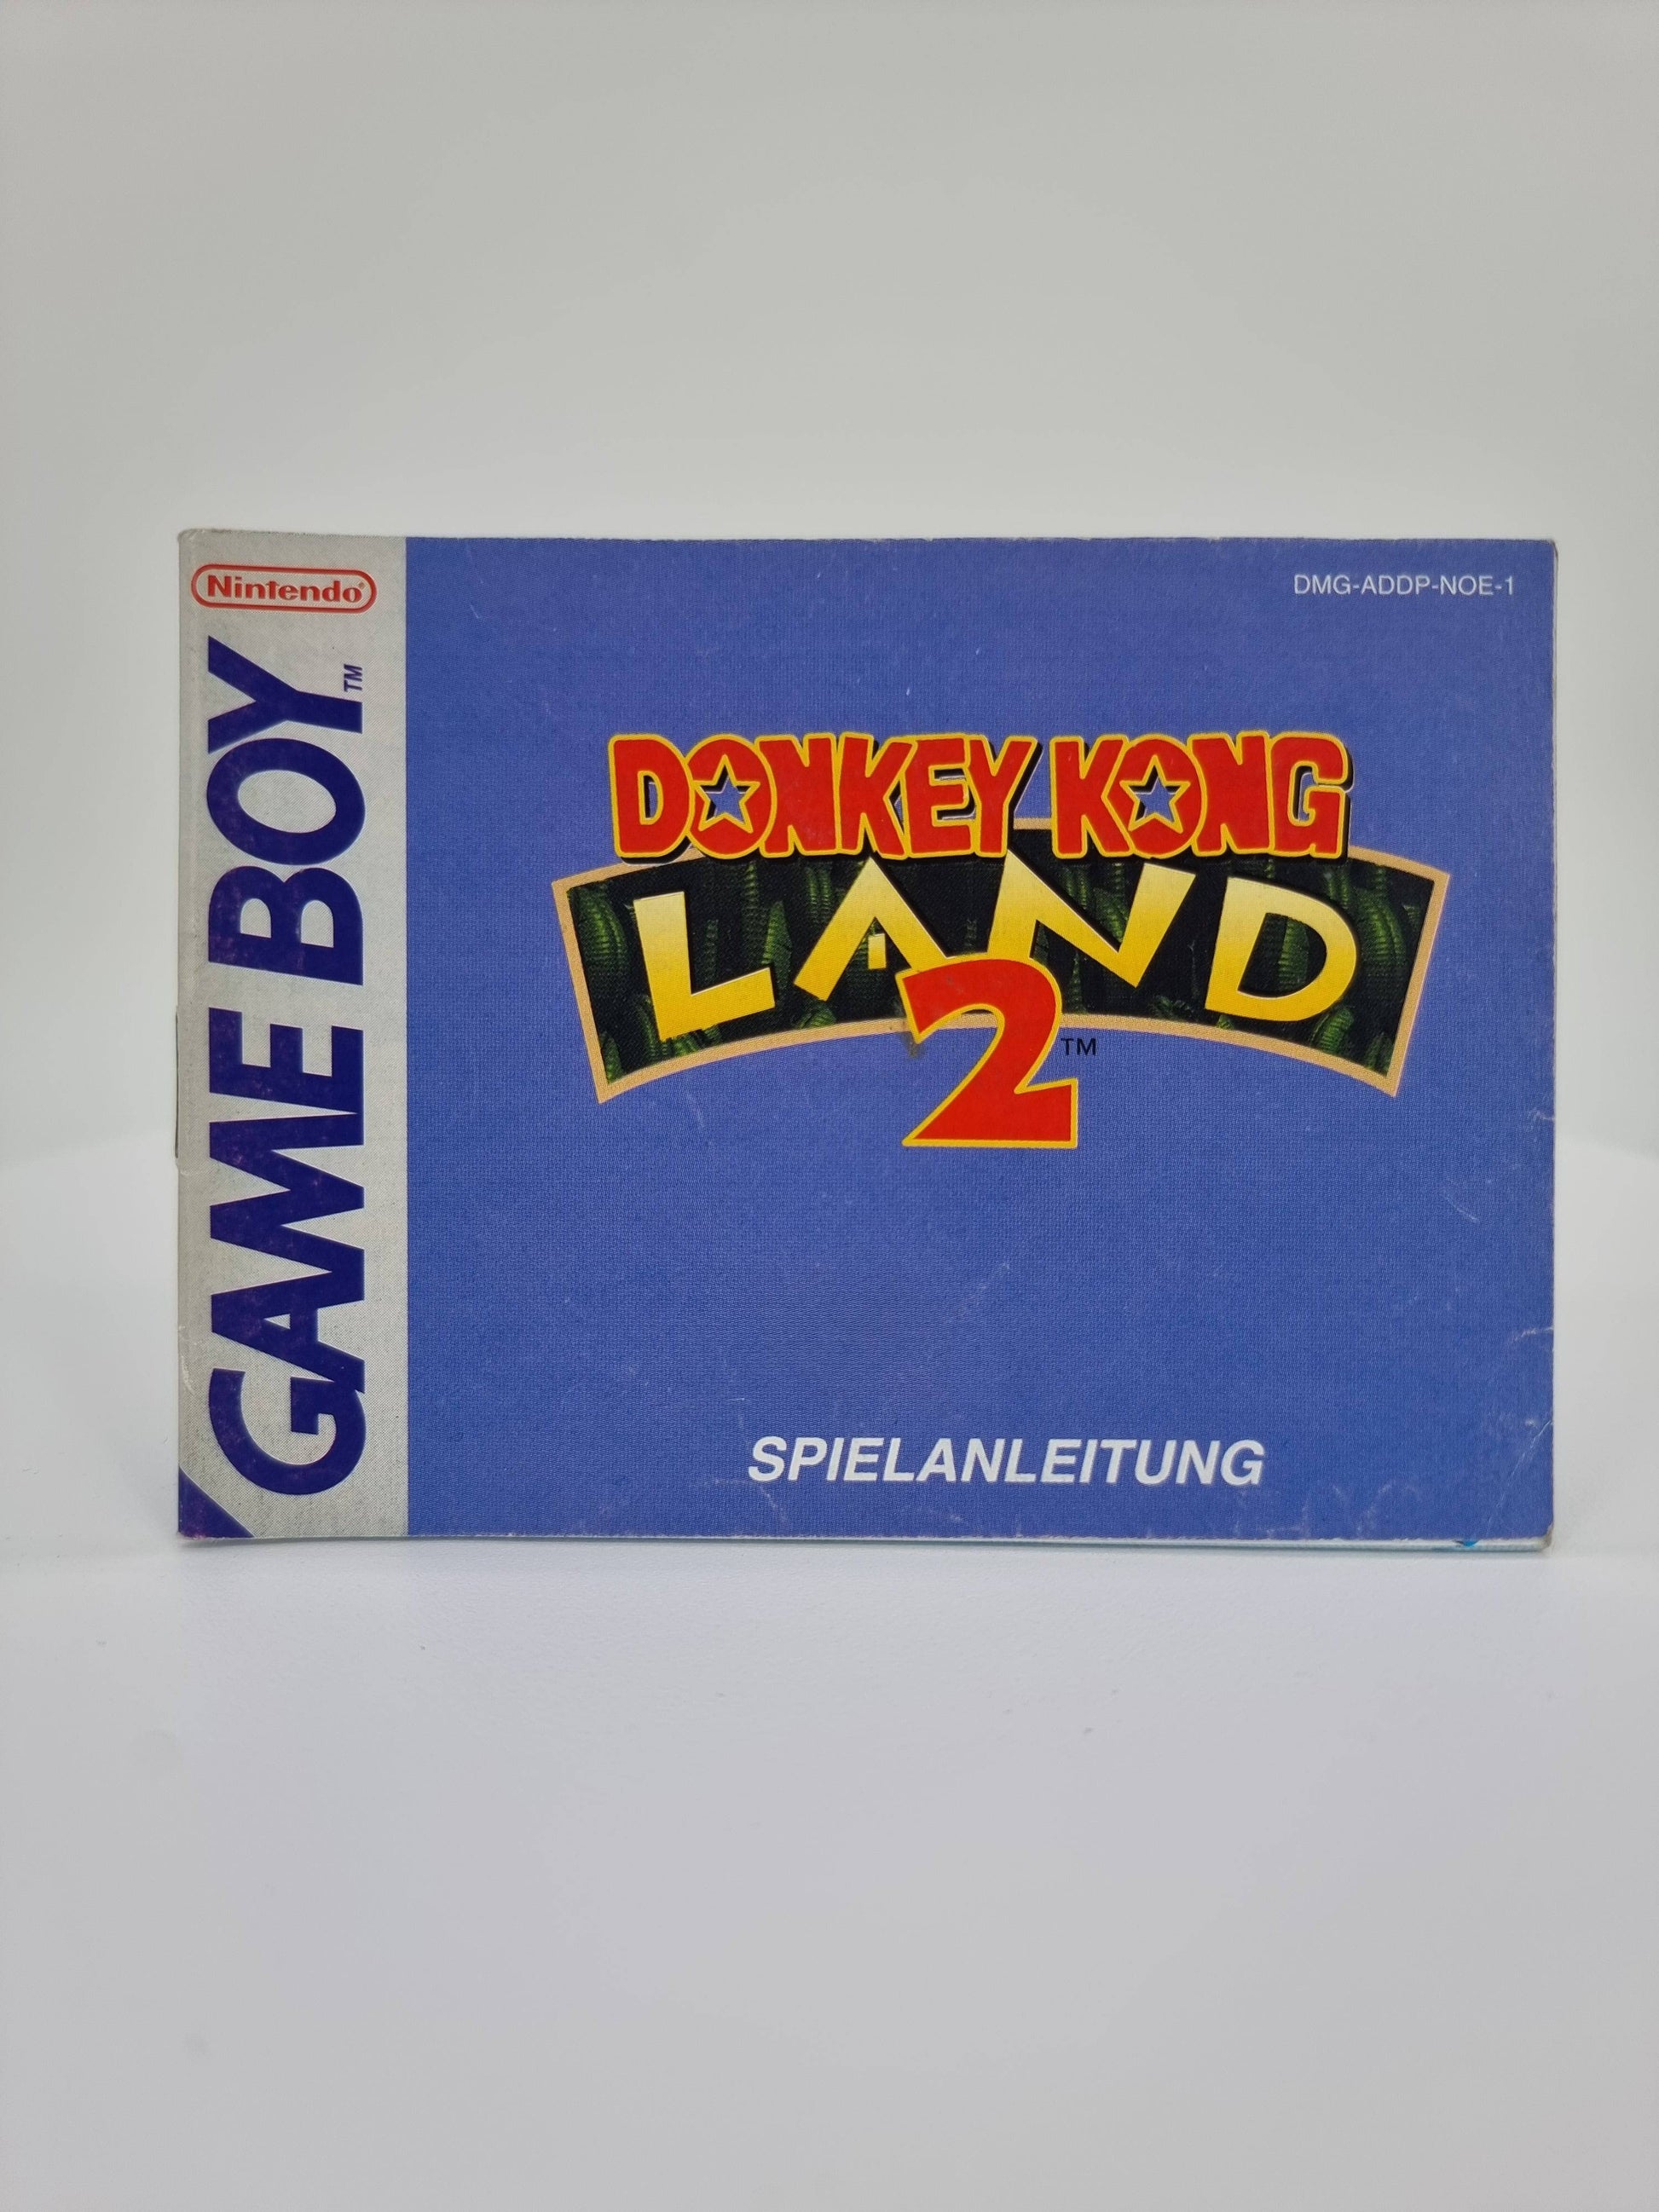 Nintendo®
GAME BOY™
DMG-ADDP-NOE-1
DONKEY KONG
LAND
2™
SPIELANLEITUNG